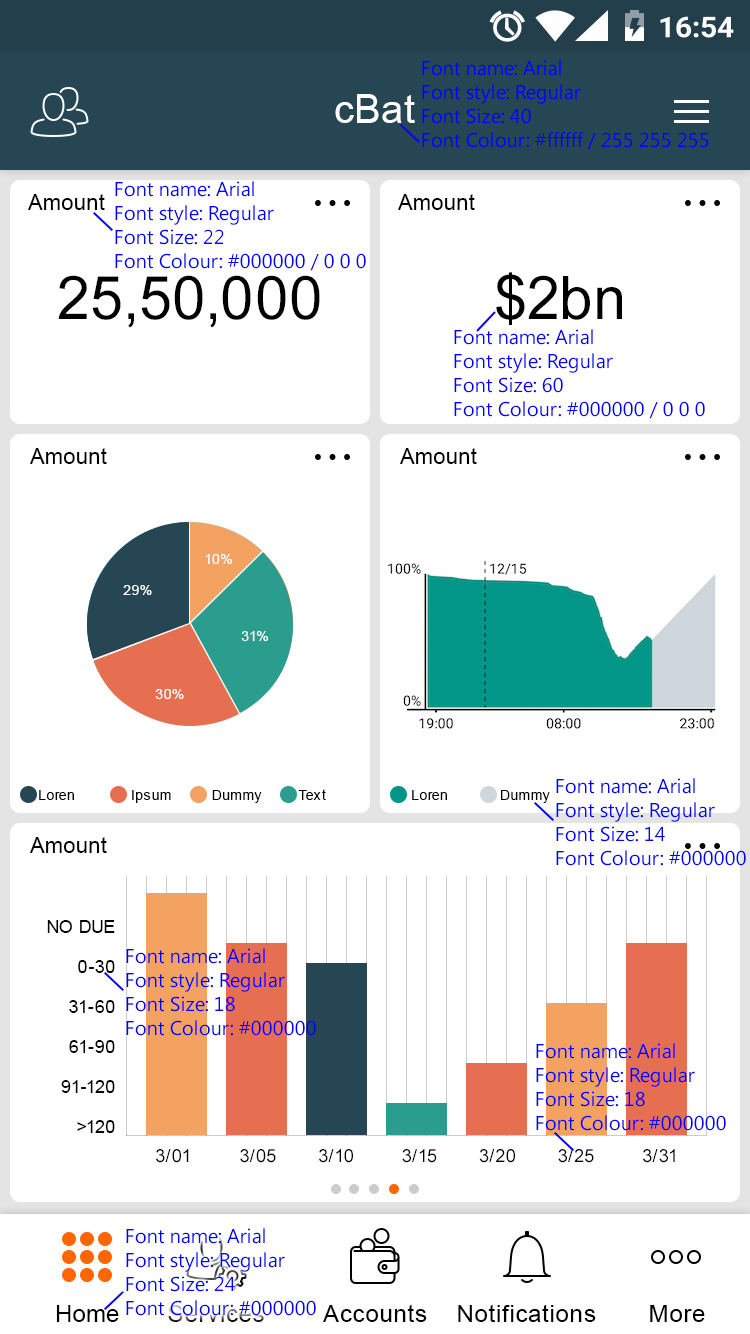 16:54
cBat
Font name: Arial
Font style: Regular
Font Size: 40
Font Colour: #ffffff / 255 255 255
Amount
Font name: Arial
Font style: Regular
Font Size: 22
Font Colour: #000000 / 0 0 0
25,50,000
Amount
$2bn
Font name: Arial
Font style: Regular
Font Size: 60
Font Colour: #000000 / 0 0 0
Amount
10%
29%
31%
30%
Loren Ipsum Dummy Text
Amount
100%
12/15
0%
19:00 08:00 23:00
Loren Dummy
Font name: Arial
Font style: Regular
Font Size: 14
Font Colour: #000000
Amount
NO DUE
0-30
31-60
61-90
91-120
>120
Font name: Arial
Font style: Regular
Font Size: 18
Font Colour: #000000
Font name: Arial
Font style: Regular
Font Size: 18
Font Colour: #000000
3/01 3/05 3/10 3/15 3/20 3/25 3/31
Font name: Arial
Font style: Regular
Font Size: 24
Font Colour: #000000
Home Services Accounts Notifications More